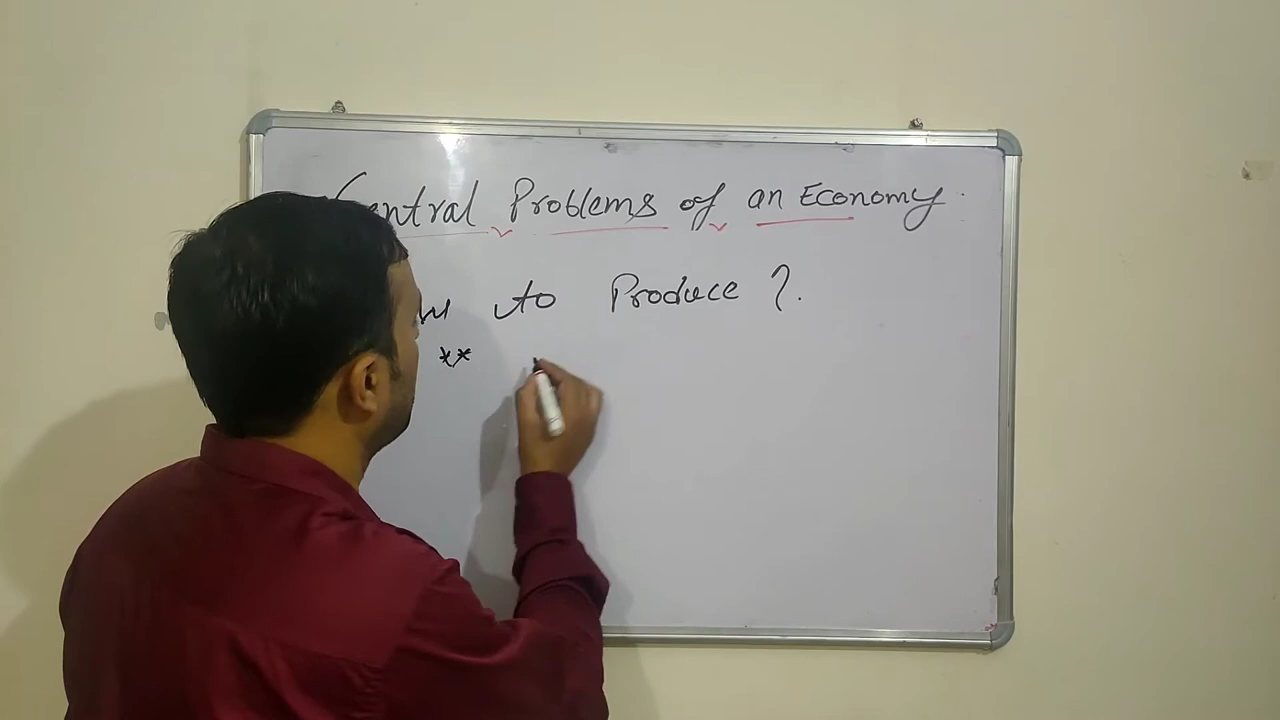 Central Problems of an Economy.
to Produce ?.
**